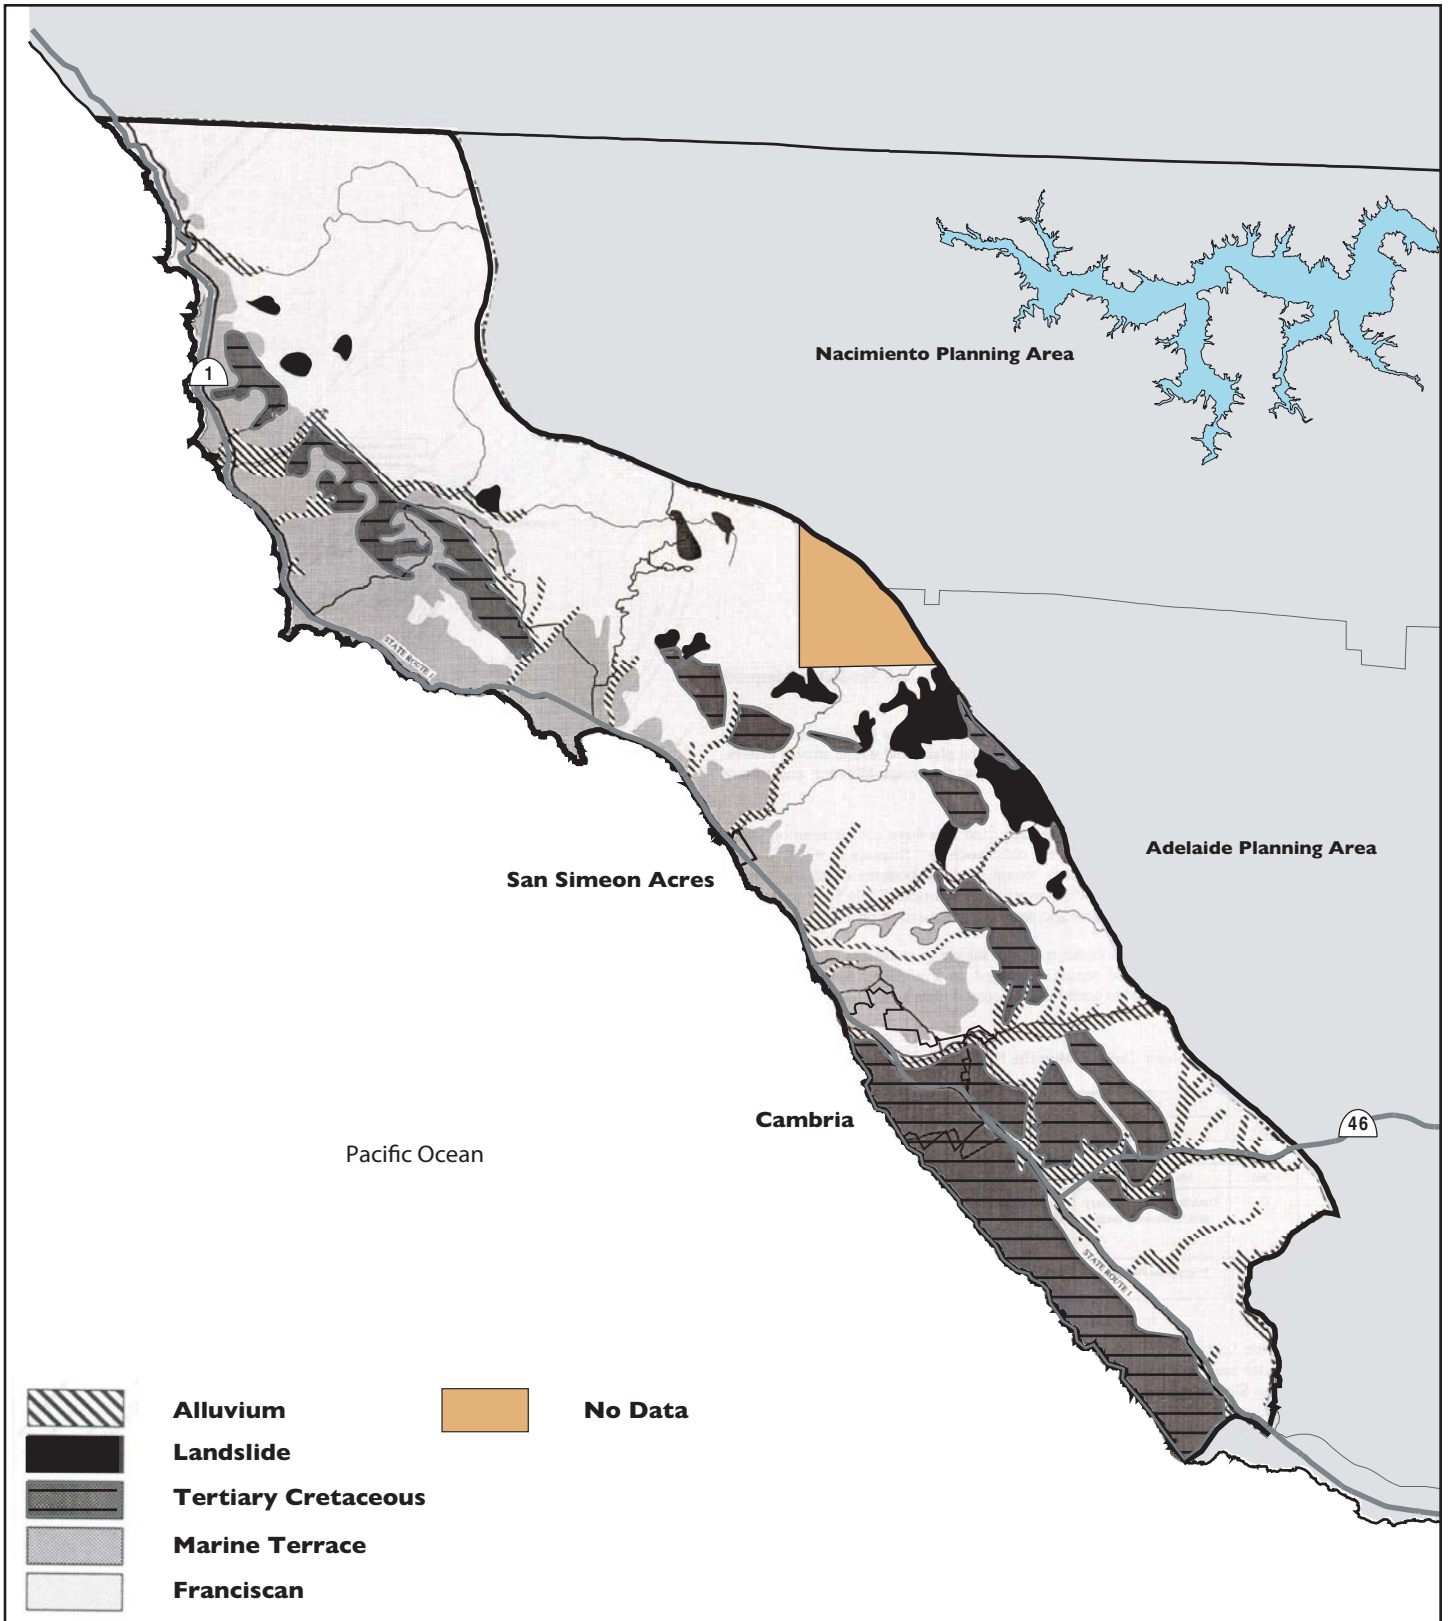 Nacimiento Planning Area
1
STATE ROUTE 1
Adelaide Planning Area
San Simeon Acres
Cambria
46
Pacific Ocean
STATE ROUTE 1
Alluvium
No Data
Landslide
Tertiary Cretaceous
Marine Terrace
Franciscan